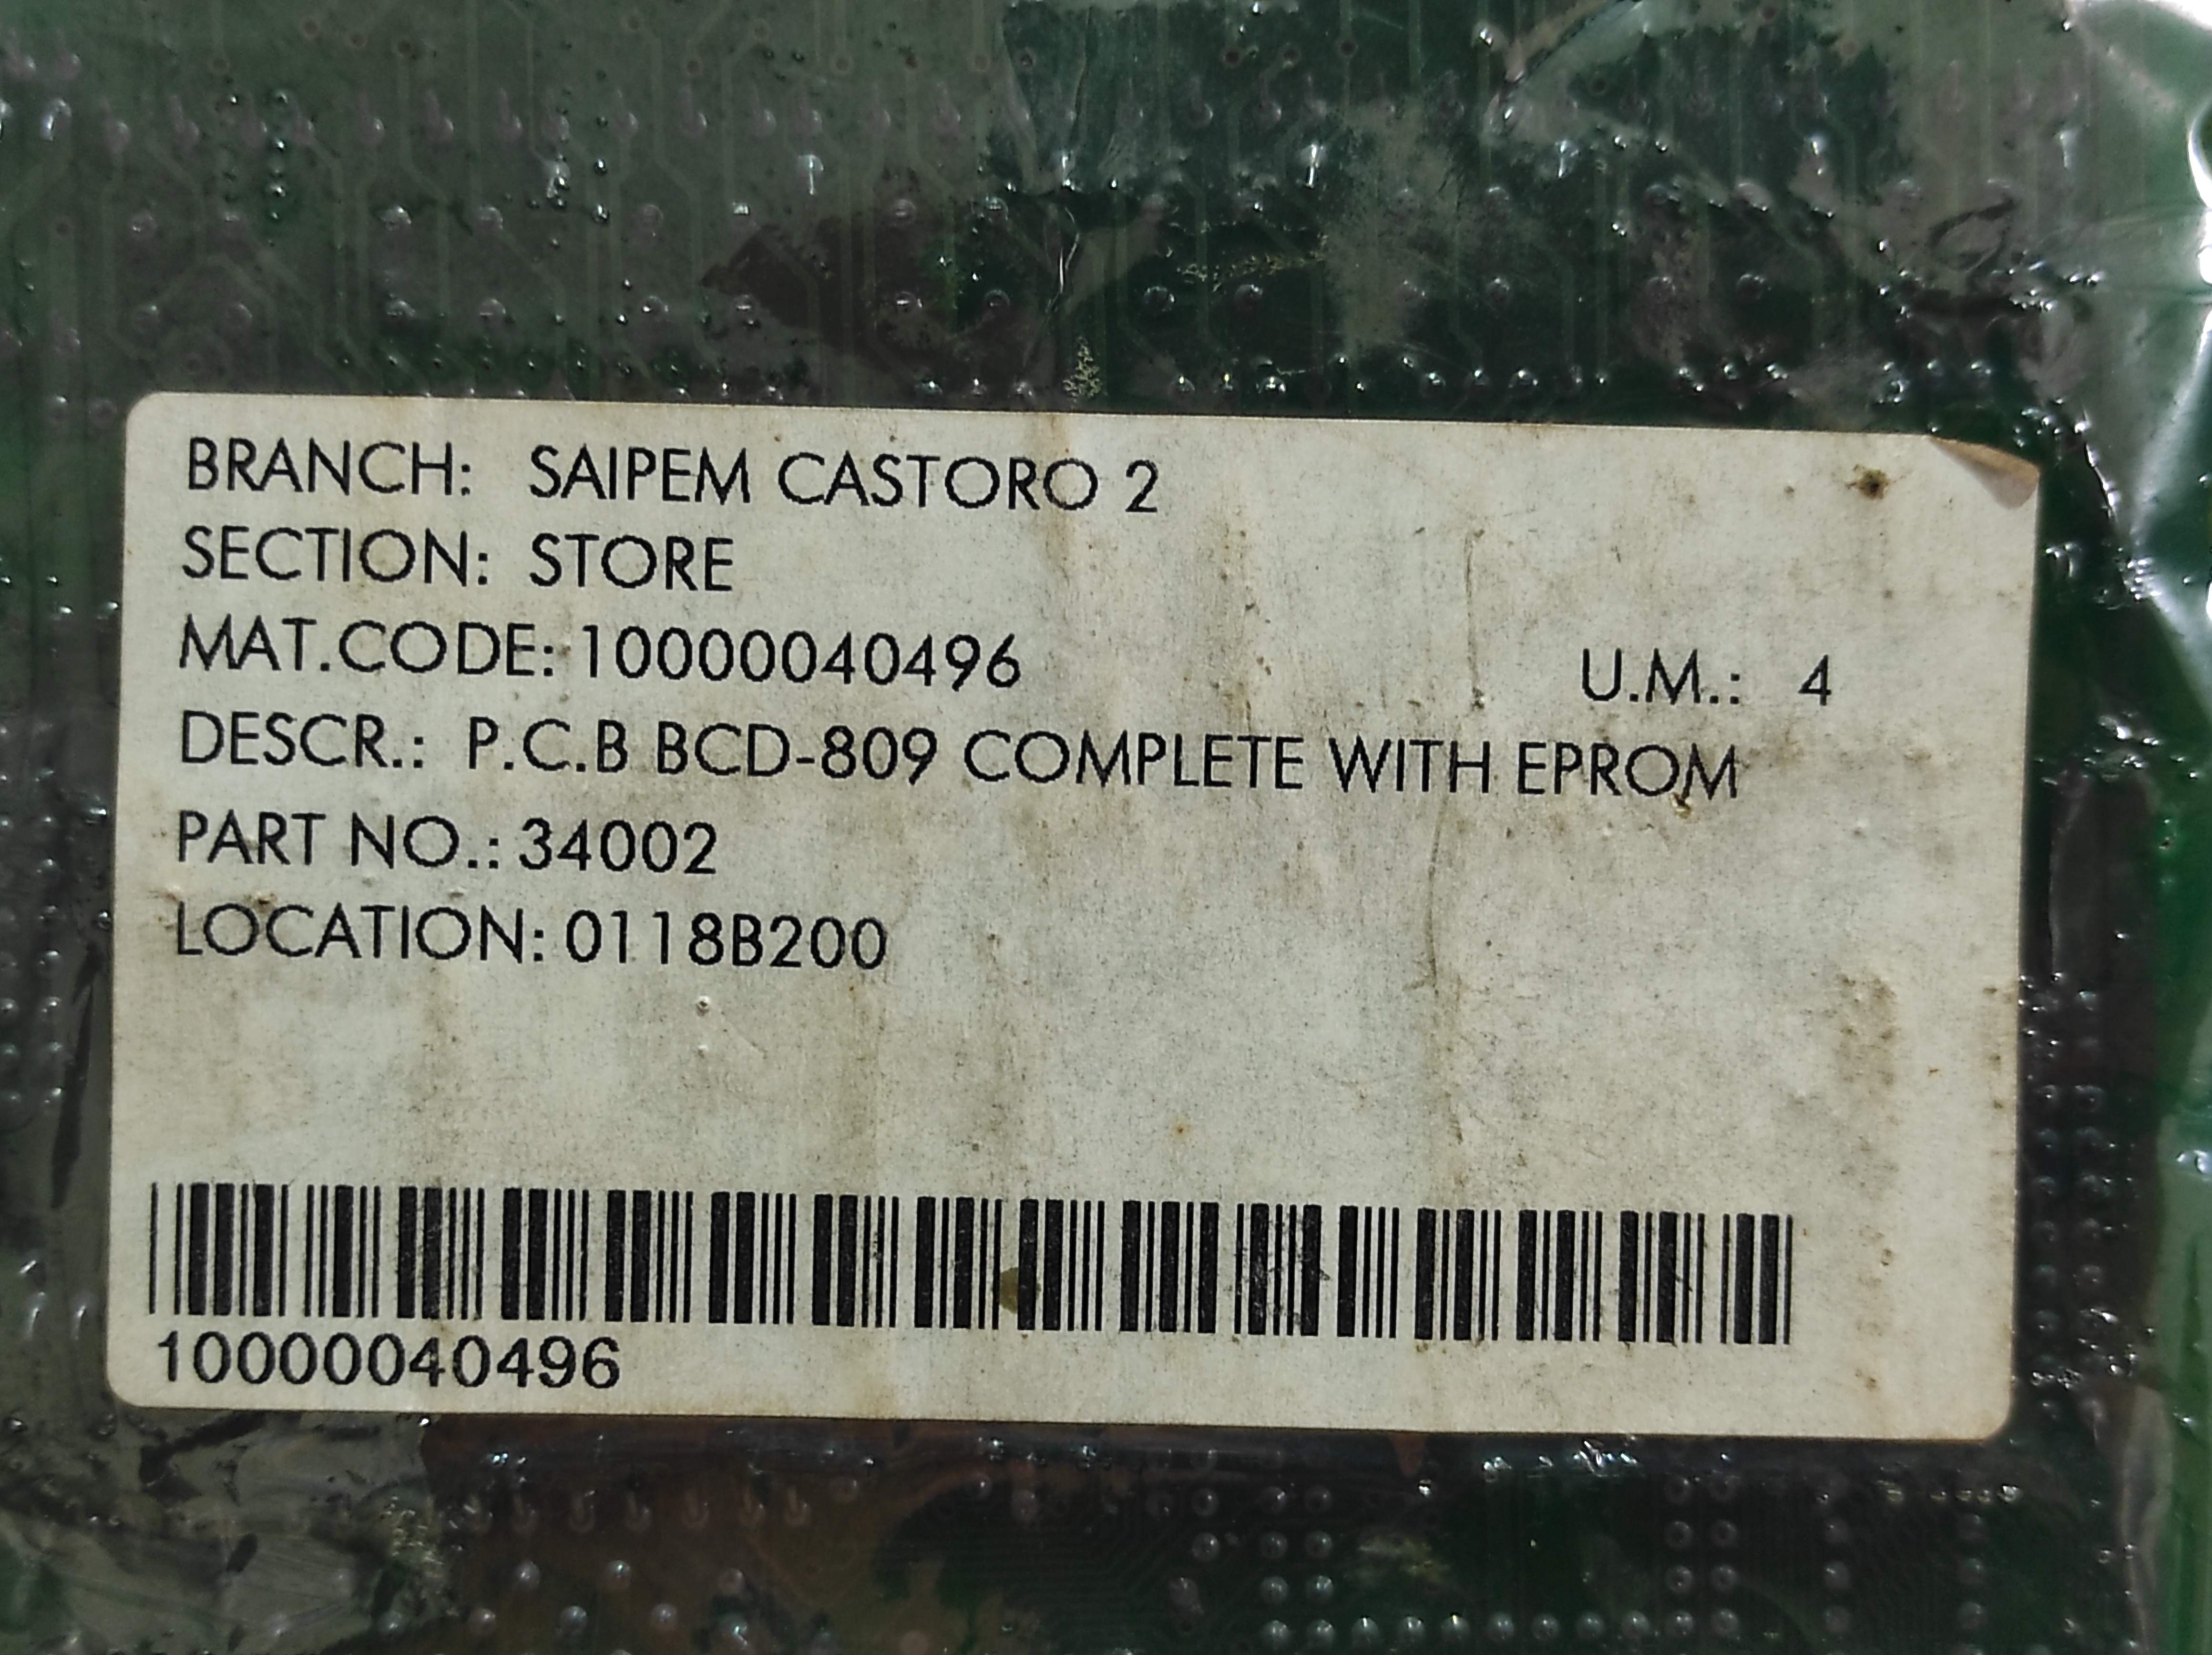 BRANCH: SAIPEM CASTORO 2
SECTION: STORE
MAT.CODE: 10000040496 U.M.: 4
DESCR.: P.C.B BCD-809 COMPLETE WITH EPROM
PART NO.: 34002
LOCATION: 0118B200
10000040496